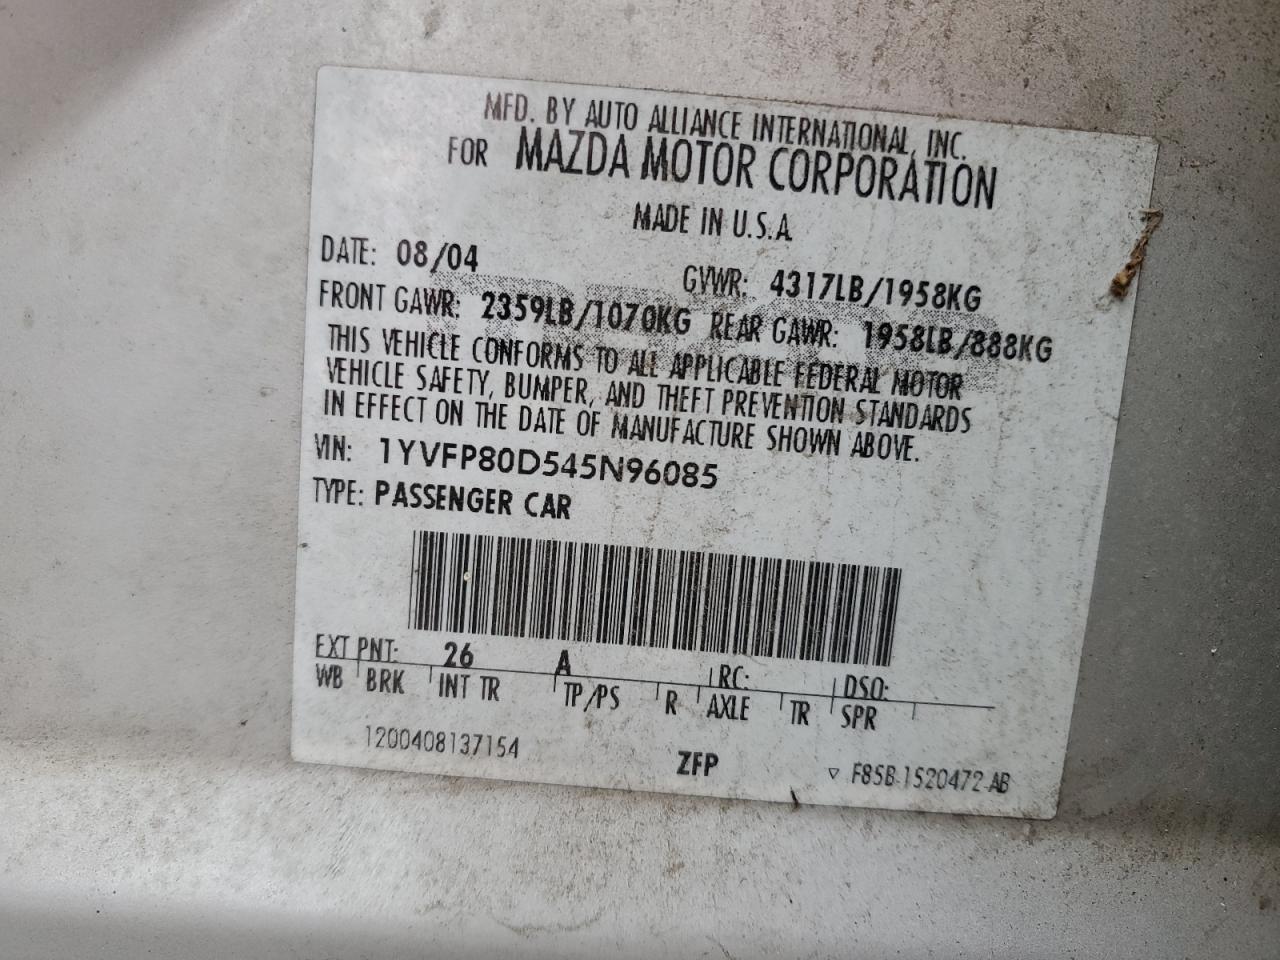 MFD. BY AUTO ALLIANCE INTERNATIONAL, INC.
FOR MAZDA MOTOR CORPORATION
MADE IN U.S.A
DATE: 08/04 GVWR: 4317LB/1958KG
FRONT GAWR: 2359LB/1070KG REAR GAWR: 1958LB/888KG
THIS VEHICLE CONFORMS TO ALL APPLICABLE FEDERAL MOTOR
VEHICLE SAFETY, BUMPER, AND THEFT PREVENTION STANDARDS
IN EFFECT ON THE DATE OF MANUFACTURE SHOWN ABOVE.
VIN: 1YVFP80D545N96085
TYPE: PASSENGER CAR
EXT PNT: 26 A RC: DSO:
WB BRK INT TR TP/PS R AXLE TR SPR
1200408137154 ZFP ▽ F85B-1520472-AB